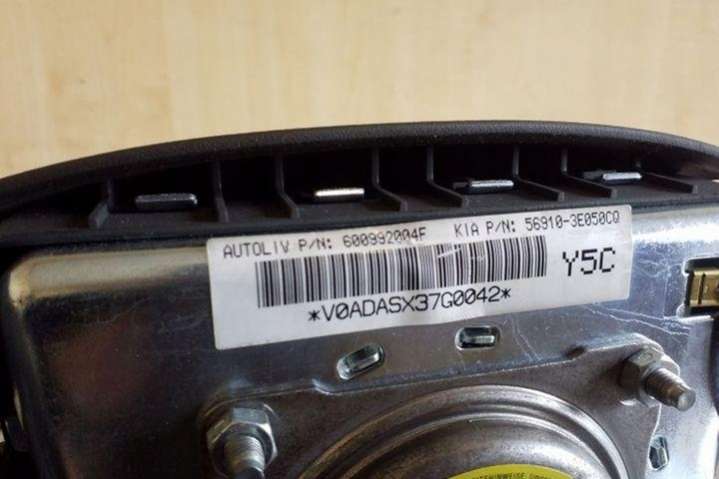 AUTOLIV P/N: 600992004F KIA P/N: 56910-3E050CQ
Y5C
*V0ADASX37G0042*